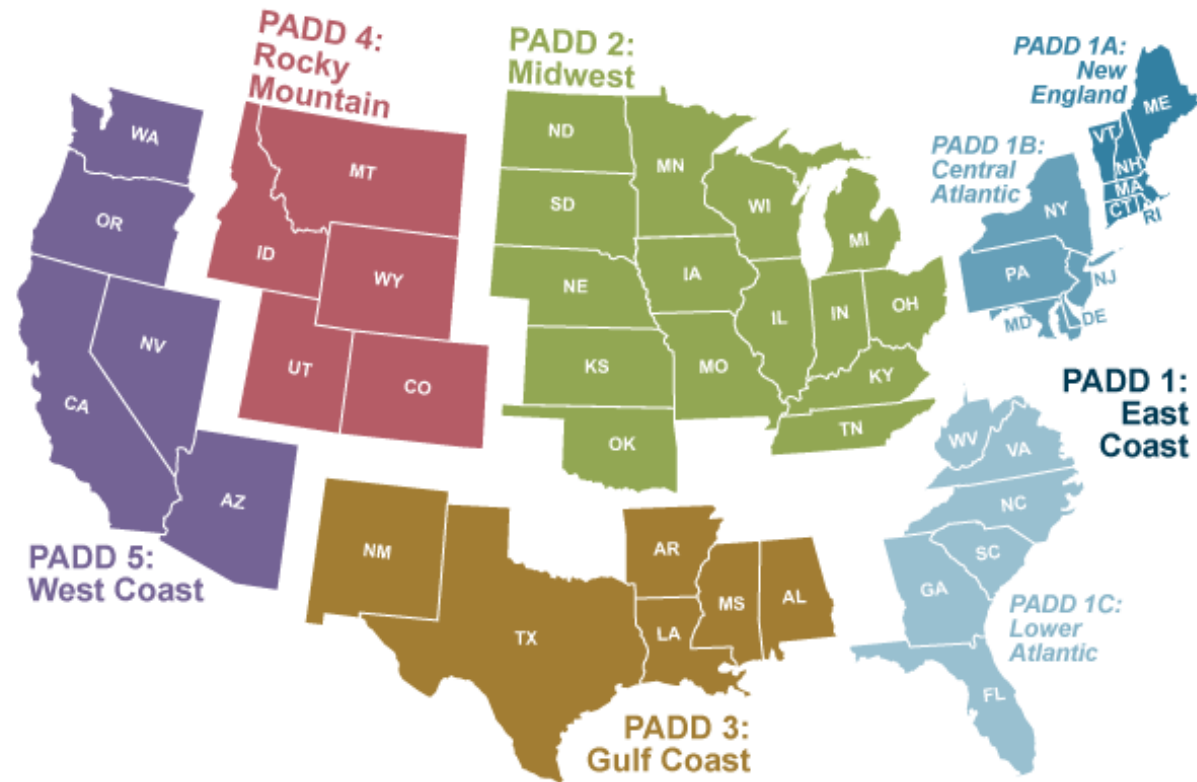 PADD 4:
Rocky
Mountain
PADD 2:
Midwest
PADD 1A:
New
England
PADD 1B:
Central
Atlantic
WA
OR
CA
NV
AZ
PADD 5:
West Coast
MT
ID
WY
UT
CO
ND
SD
NE
KS
OK
MN
IA
MO
WI
IL
MI
IN
OH
KY
TN
ME
VT
NH
MA
CT
RI
NY
PA
NJ
MD
DE
PADD 1:
East
Coast
WV
VA
NC
SC
GA
FL
PADD 1C:
Lower
Atlantic
NM
TX
AR
LA
MS
AL
PADD 3:
Gulf Coast